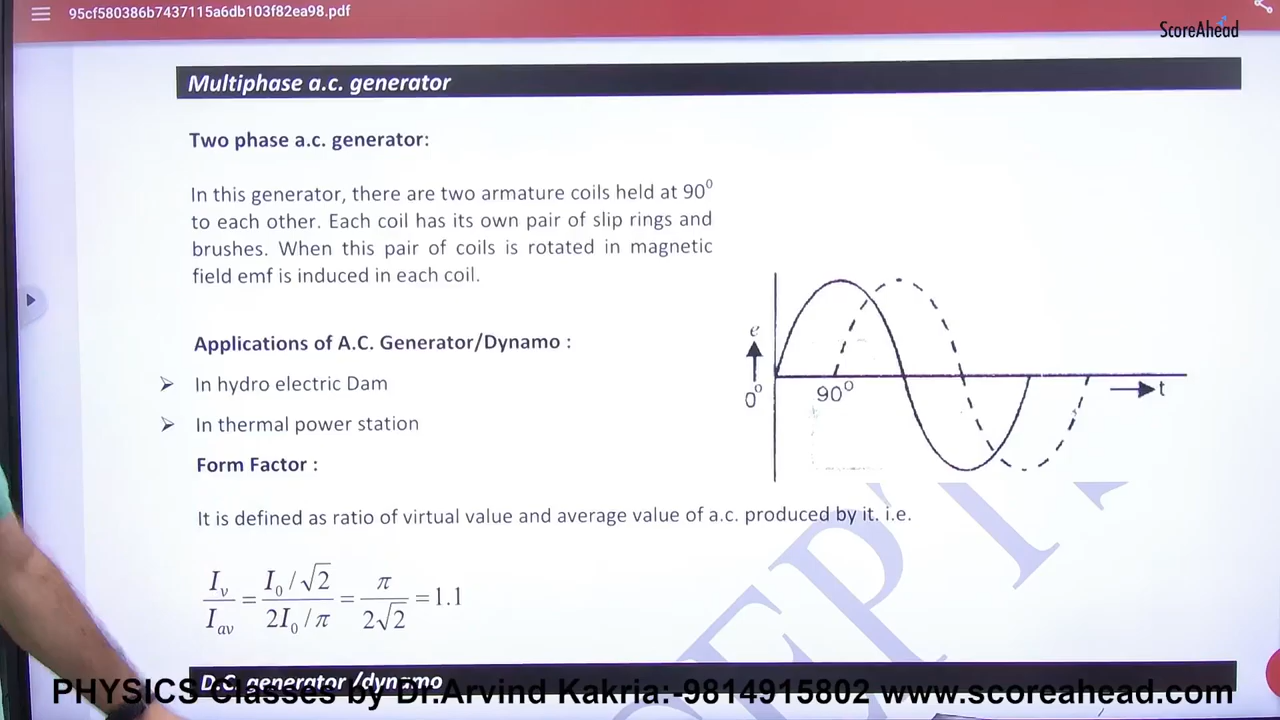 95cf580386b7437115a6db103f82ea98.pdf
ScoreAhead
Multiphase a.c. generator
Two phase a.c. generator:
In this generator, there are two armature coils held at 90⁰
to each other. Each coil has its own pair of slip rings and
brushes. When this pair of coils is rotated in magnetic
field emf is induced in each coil.
e
0⁰
90⁰
t
Applications of A.C. Generator/Dynamo :
➢ In hydro electric Dam
➢ In thermal power station
Form Factor :
It is defined as ratio of virtual value and average value of a.c. produced by it. i.e.
I_v / I_av = (I₀ / √2) / (2I₀ / π) = π / (2√2) = 1.1
D.C. generator /dynamo
PHYSICS Classes by Dr.Arvind Kakria:-9814915802 www.scoreahead.com